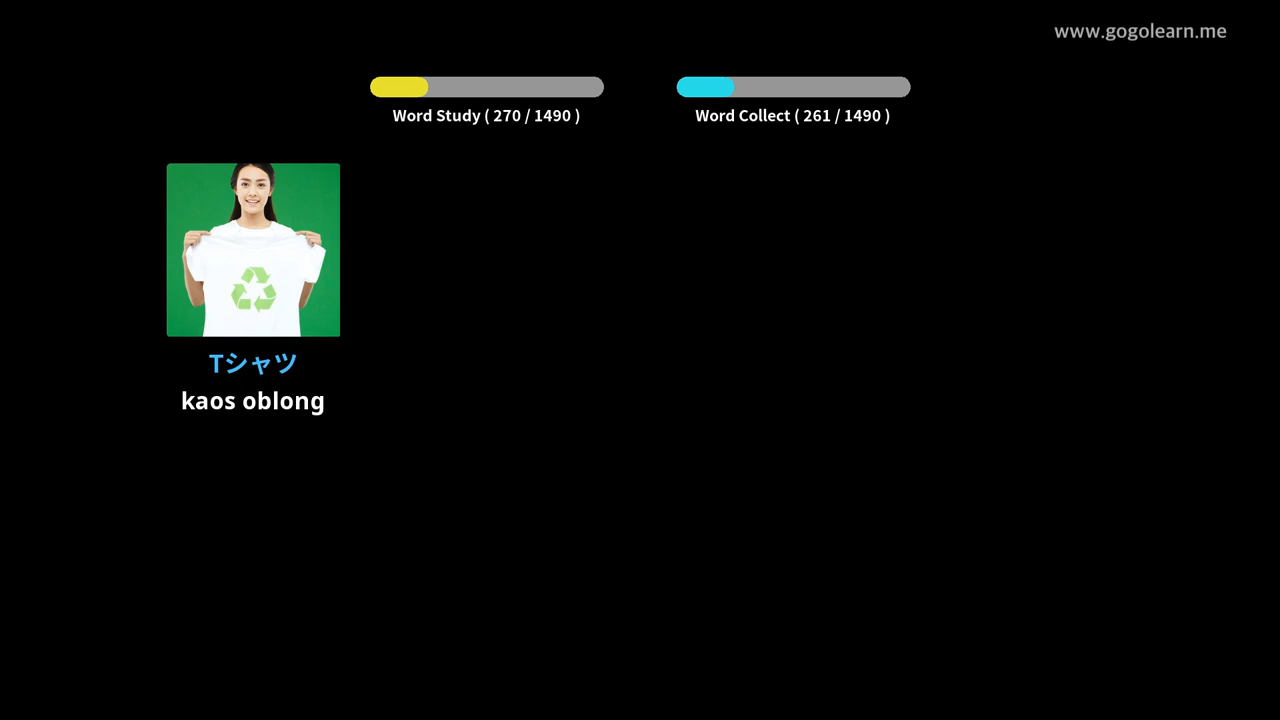 www.gogolearn.me
Word Study ( 270 / 1490 )
Word Collect ( 261 / 1490 )
Tシャツ
kaos oblong